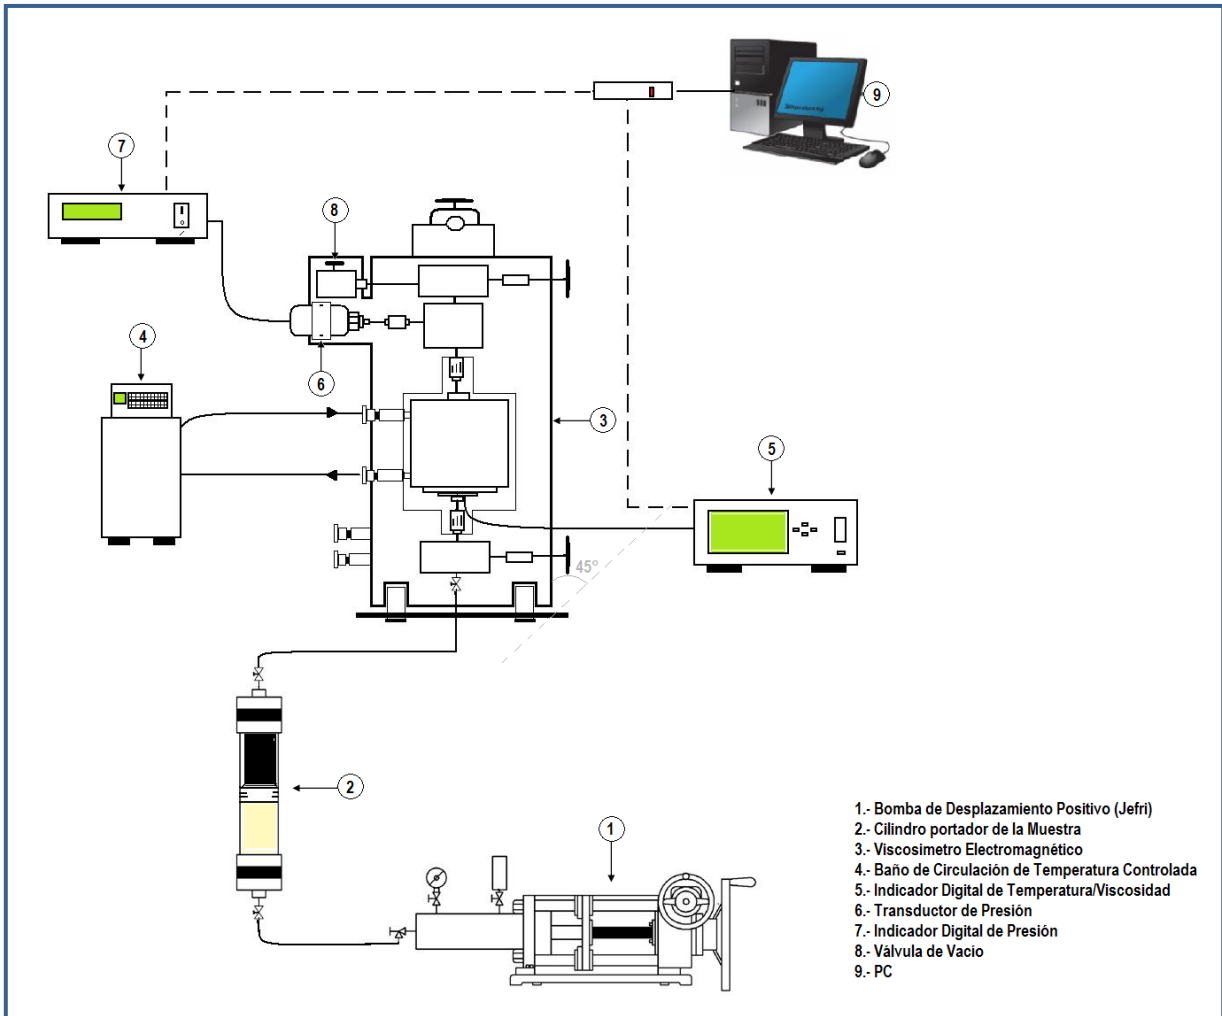 9
7
8
4
6
3
5
45°
2
1
1.- Bomba de Desplazamiento Positivo (Jefri)
2.- Cilindro portador de la Muestra
3.- Viscosimetro Electromagnético
4.- Baño de Circulación de Temperatura Controlada
5.- Indicador Digital de Temperatura/Viscosidad
6.- Transductor de Presión
7.- Indicador Digital de Presión
8.- Válvula de Vacio
9.- PC